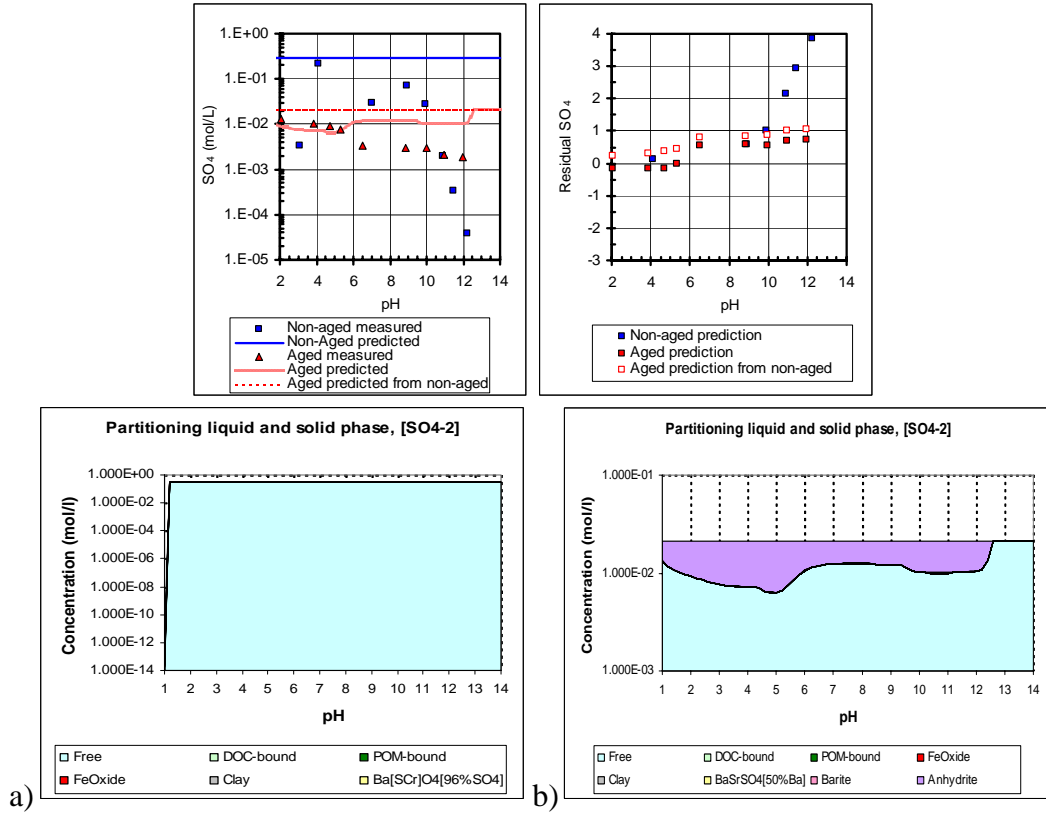 1.E+00
1.E-01
1.E-02
1.E-03
1.E-04
1.E-05
SO₄ (mol/L)
2 4 6 8 10 12 14
pH
Non-aged measured
Non-Aged predicted
Aged measured
Aged predicted
Aged predicted from non-aged
4
3
2
1
0
-1
-2
-3
Residual SO₄
2 4 6 8 10 12 14
pH
Non-aged prediction
Aged prediction
Aged prediction from non-aged
Partitioning liquid and solid phase, [SO4-2]
1.000E+00
1.000E-02
1.000E-04
1.000E-06
1.000E-08
1.000E-10
1.000E-12
1.000E-14
Concentration (mol/l)
1 2 3 4 5 6 7 8 9 10 11 12 13 14
pH
Free DOC-bound POM-bound
FeOxide Clay Ba[SCr]O4[96%SO4]
a)
Partitioning liquid and solid phase, [SO4-2]
1.000E-01
1.000E-02
1.000E-03
Concentration (mol/l)
1 2 3 4 5 6 7 8 9 10 11 12 13 14
pH
Free DOC-bound POM-bound FeOxide
Clay BaSrSO4[50%Ba] Barite Anhydrite
b)